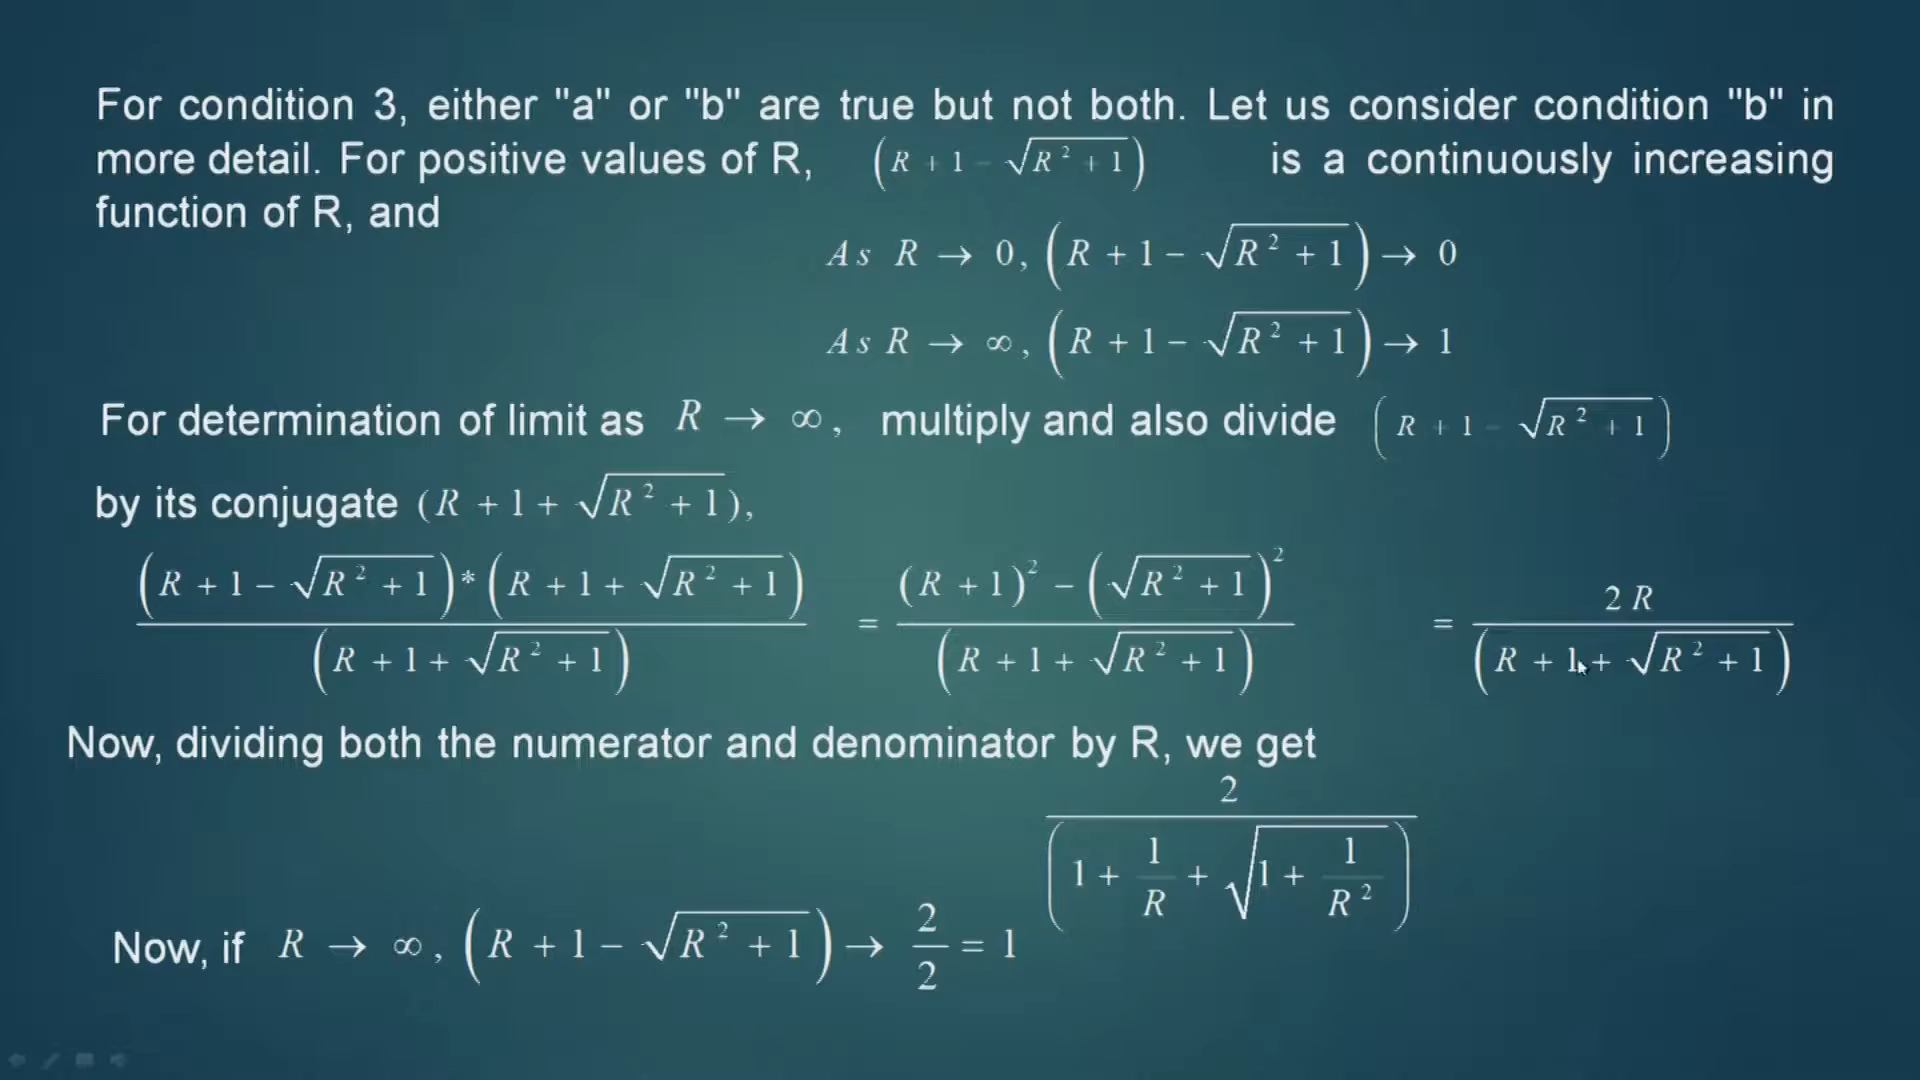 For condition 3, either "a" or "b" are true but not both. Let us consider condition "b" in
more detail. For positive values of R, (R + 1 − √(R² + 1)) is a continuously increasing
function of R, and
As R → 0, (R + 1 − √(R² + 1)) → 0
As R → ∞, (R + 1 − √(R² + 1)) → 1
For determination of limit as R → ∞, multiply and also divide (R + 1 − √(R² + 1))
by its conjugate (R + 1 + √(R² + 1)),
((R + 1 − √(R² + 1)) * (R + 1 + √(R² + 1))) / (R + 1 + √(R² + 1)) = ((R + 1)² − (√(R² + 1))²) / (R + 1 + √(R² + 1)) = 2R / (R + 1 + √(R² + 1))
Now, dividing both the numerator and denominator by R, we get
2 / (1 + 1/R + √(1 + 1/R²))
Now, if R → ∞, (R + 1 − √(R² + 1)) → 2/2 = 1